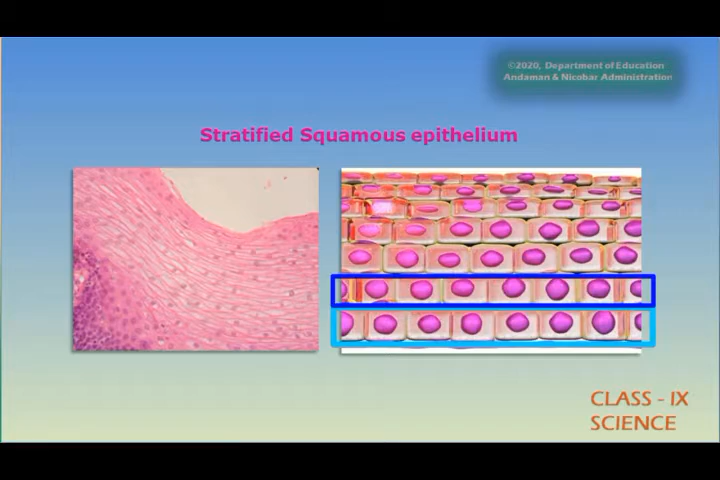 ©2020, Department of Education
Andaman & Nicobar Administration
Stratified Squamous epithelium
CLASS - IX
SCIENCE